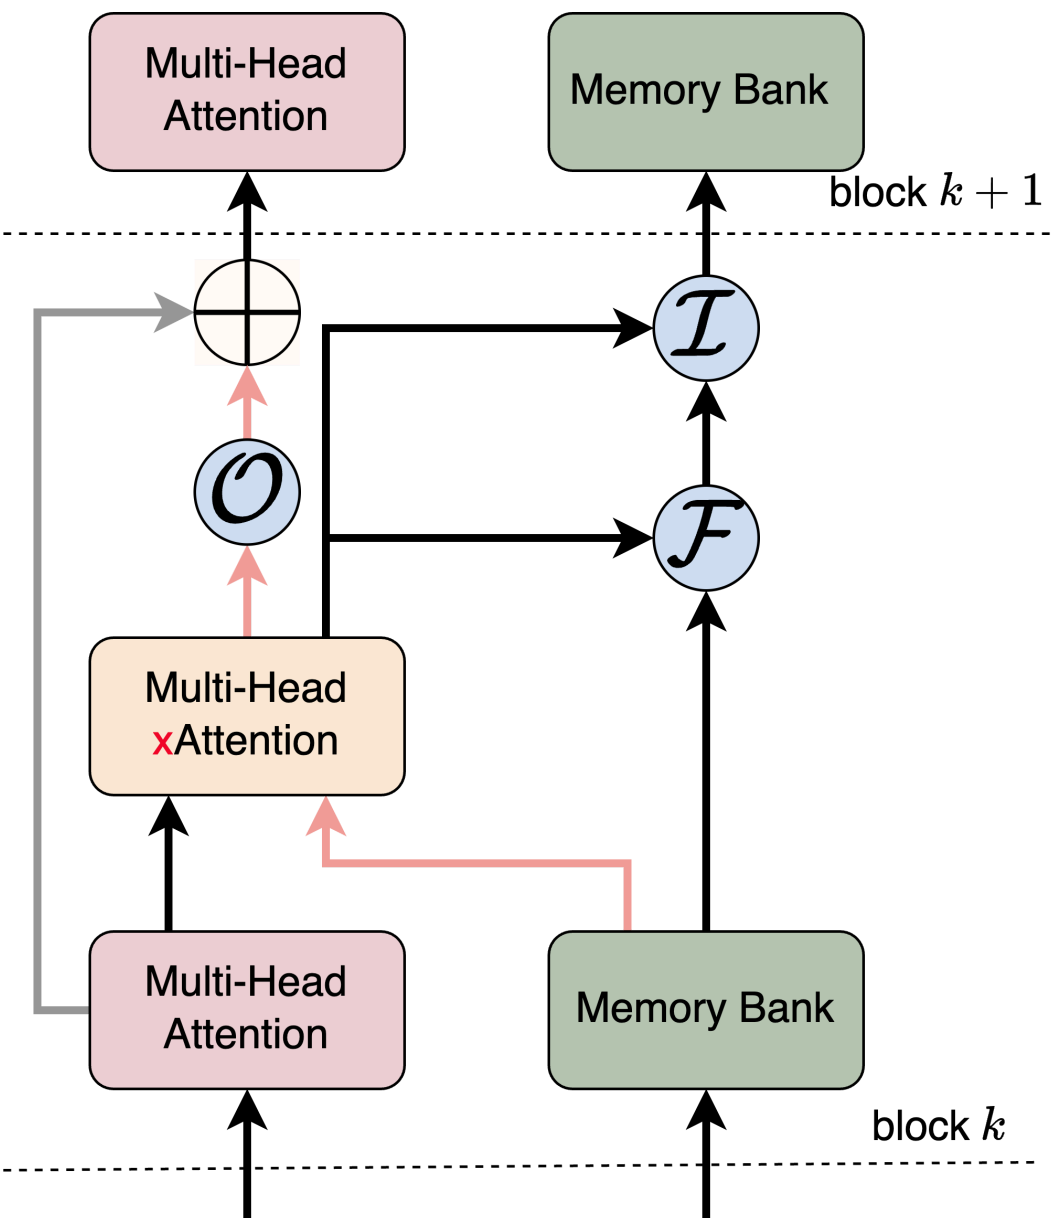 Multi-Head
Attention
Memory Bank
block k + 1
ℐ
𝒪
ℱ
Multi-Head
xAttention
Multi-Head
Attention
Memory Bank
block k